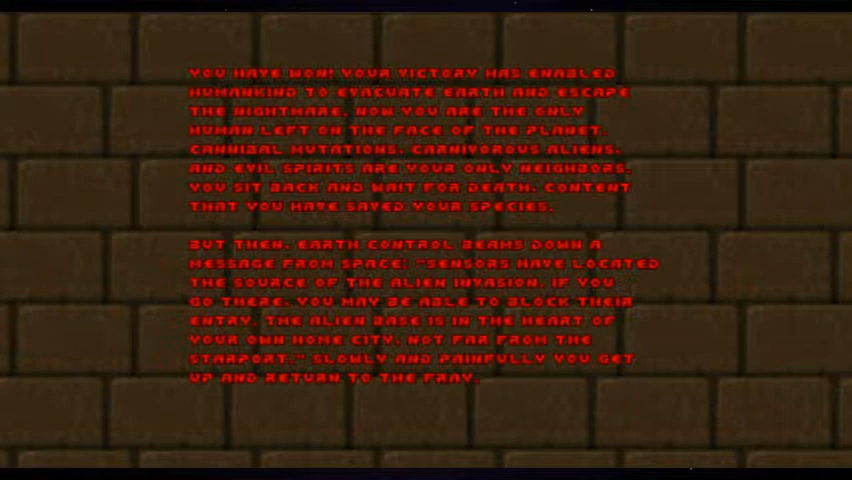 YOU HAVE WON! YOUR VICTORY HAS ENABLED
HUMANKIND TO EVACUATE EARTH AND ESCAPE
THE NIGHTMARE. NOW YOU ARE THE ONLY
HUMAN LEFT ON THE FACE OF THE PLANET.
CANNIBAL MUTATIONS, CARNIVOROUS ALIENS,
AND EVIL SPIRITS ARE YOUR ONLY NEIGHBORS.
YOU SIT BACK AND WAIT FOR DEATH, CONTENT
THAT YOU HAVE SAVED YOUR SPECIES.
BUT THEN, EARTH CONTROL BEAMS DOWN A
MESSAGE FROM SPACE: "SENSORS HAVE LOCATED
THE SOURCE OF THE ALIEN INVASION. IF YOU
GO THERE, YOU MAY BE ABLE TO BLOCK THEIR
ENTRY. THE ALIEN BASE IS IN THE HEART OF
YOUR OWN HOME CITY, NOT FAR FROM THE
STARPORT." SLOWLY AND PAINFULLY YOU GET
UP AND RETURN TO THE FRAY.